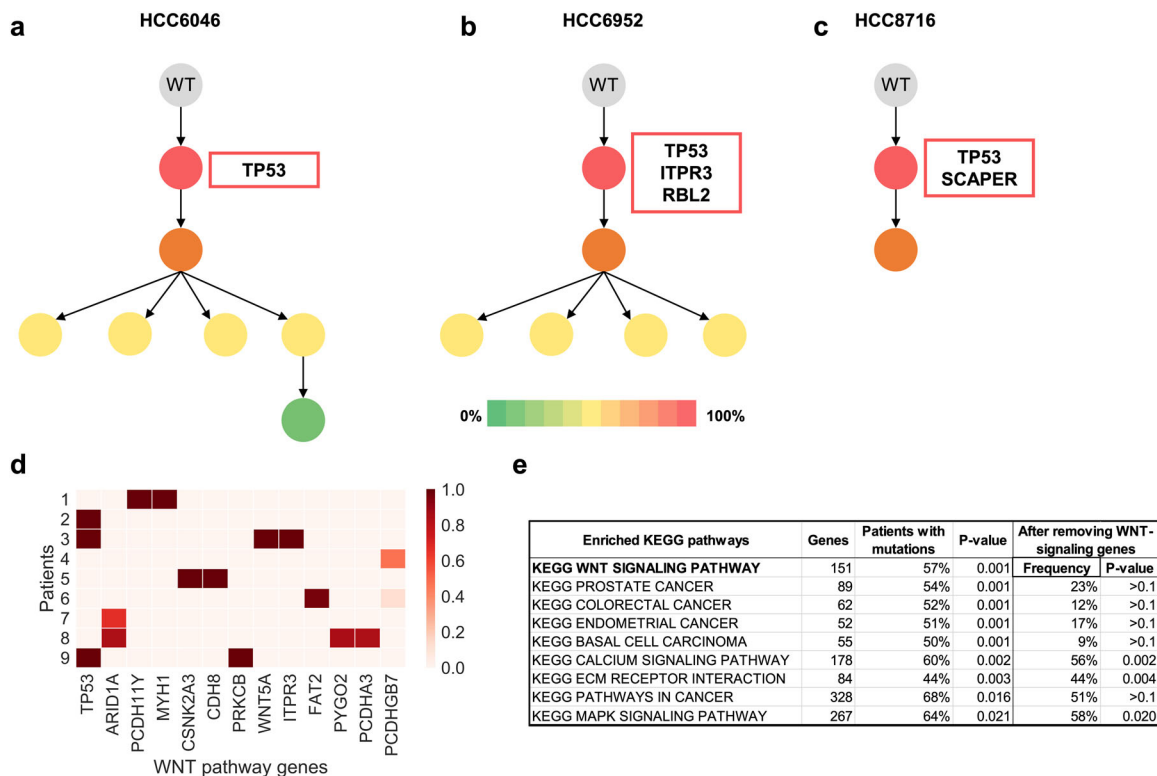 a
HCC6046
WT
TP53
b
HCC6952
WT
TP53
ITPR3
RBL2
c
HCC8716
WT
TP53
SCAPER
0%
100%
d
Patients
1
2
3
4
5
6
7
8
9
1.0
0.8
0.6
0.4
0.2
0.0
TP53
ARID1A
PCDH11Y
MYH1
CSNK2A3
CDH8
PRKCB
WNT5A
ITPR3
FAT2
PYGO2
PCDHA3
PCDHGB7
WNT pathway genes
e
Enriched KEGG pathways Genes Patients with mutations P-value After removing WNT-signaling genes
KEGG WNT SIGNALING PATHWAY 151 57% 0.001 Frequency P-value
KEGG PROSTATE CANCER 89 54% 0.001 23% >0.1
KEGG COLORECTAL CANCER 62 52% 0.001 12% >0.1
KEGG ENDOMETRIAL CANCER 52 51% 0.001 17% >0.1
KEGG BASAL CELL CARCINOMA 55 50% 0.001 9% >0.1
KEGG CALCIUM SIGNALING PATHWAY 178 60% 0.002 56% 0.002
KEGG ECM RECEPTOR INTERACTION 84 44% 0.003 44% 0.004
KEGG PATHWAYS IN CANCER 328 68% 0.016 51% >0.1
KEGG MAPK SIGNALING PATHWAY 267 64% 0.021 58% 0.020